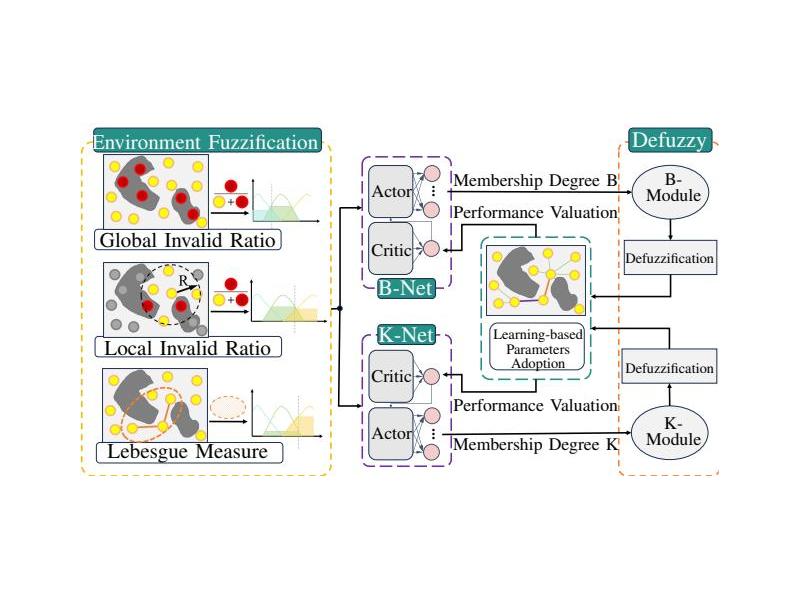 Environment Fuzzification
+
Global Invalid Ratio
R
+
Local Invalid Ratio
Lebesgue Measure
Actor
Critic
B-Net
K-Net
Critic
Actor
Membership Degree B
Performance Valuation
Learning-based
Parameters
Adoption
Performance Valuation
Membership Degree K
Defuzzy
B-
Module
Defuzzification
Defuzzification
K-
Module